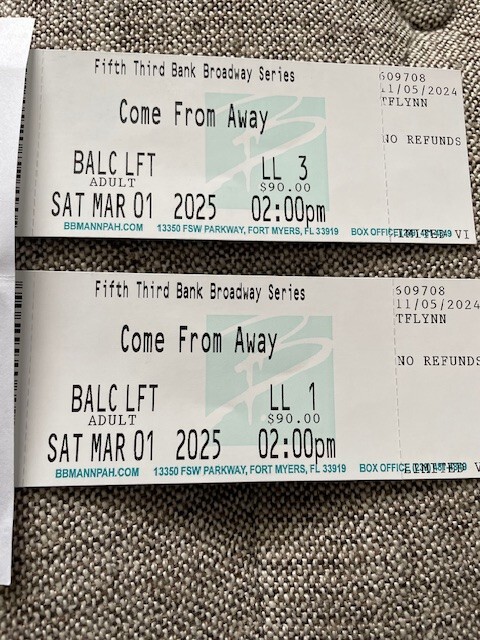 Fifth Third Bank Broadway Series
Come From Away
BALC LFT LL 3
ADULT $90.00
SAT MAR 01 2025 02:00pm
BBMANNPAH.COM 13350 FSW PARKWAY, FORT MYERS, FL 33919 BOX OFFICE
609708
11/05/2024
TFLYNN
NO REFUNDS
LIMITED VI
Fifth Third Bank Broadway Series
Come From Away
BALC LFT LL 1
ADULT $90.00
SAT MAR 01 2025 02:00pm
BBMANNPAH.COM 13350 FSW PARKWAY, FORT MYERS, FL 33919 BOX OFFICE
609708
11/05/2024
TFLYNN
NO REFUNDS
LIMITED V